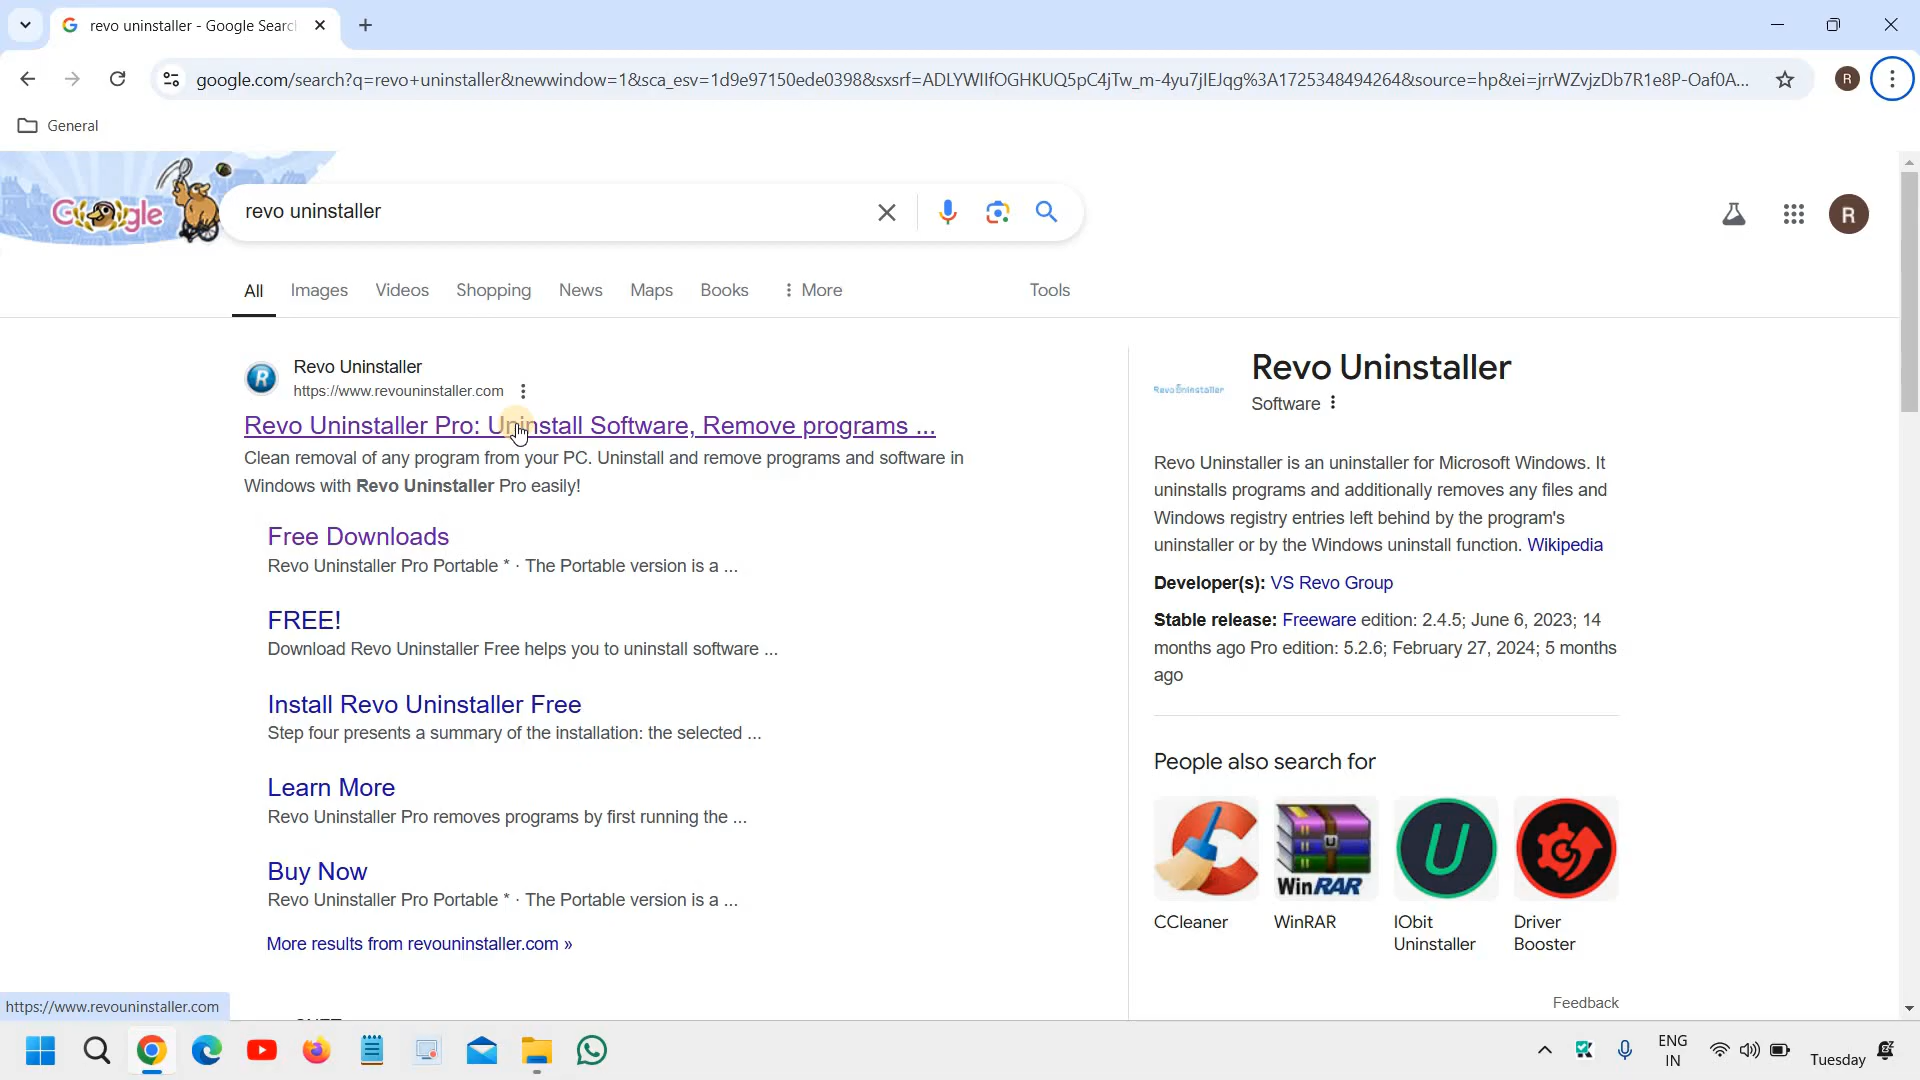 revo uninstaller - Google Searc
google.com/search?q=revo+uninstaller&newwindow=1&sca_esv=1d9e97150ede0398&sxsrf=ADLYWIIfOGHKUQ5pC4jTw_m-4yu7jIEJqg%3A1725348494264&source=hp&ei=jrrWZvjzDb7R1e8P-Oaf0A...
R
General
Google
revo uninstaller
R
All
Images
Videos
Shopping
News
Maps
Books
More
Tools
Revo Uninstaller
https://www.revouninstaller.com
Revo Uninstaller Pro: Uninstall Software, Remove programs ...
Clean removal of any program from your PC. Uninstall and remove programs and software in
Windows with Revo Uninstaller Pro easily!
Free Downloads
Revo Uninstaller Pro Portable * · The Portable version is a ...
FREE!
Download Revo Uninstaller Free helps you to uninstall software ...
Install Revo Uninstaller Free
Step four presents a summary of the installation: the selected ...
Learn More
Revo Uninstaller Pro removes programs by first running the ...
Buy Now
Revo Uninstaller Pro Portable * · The Portable version is a ...
More results from revouninstaller.com »
Revo Uninstaller
Revo Uninstaller
Software
Revo Uninstaller is an uninstaller for Microsoft Windows. It
uninstalls programs and additionally removes any files and
Windows registry entries left behind by the program's
uninstaller or by the Windows uninstall function. Wikipedia
Developer(s): VS Revo Group
Stable release: Freeware edition: 2.4.5; June 6, 2023; 14
months ago Pro edition: 5.2.6; February 27, 2024; 5 months
ago
People also search for
WinRAR
CCleaner
WinRAR
IObit
Uninstaller
Driver
Booster
Feedback
https://www.revouninstaller.com
ENG
IN
Tuesday